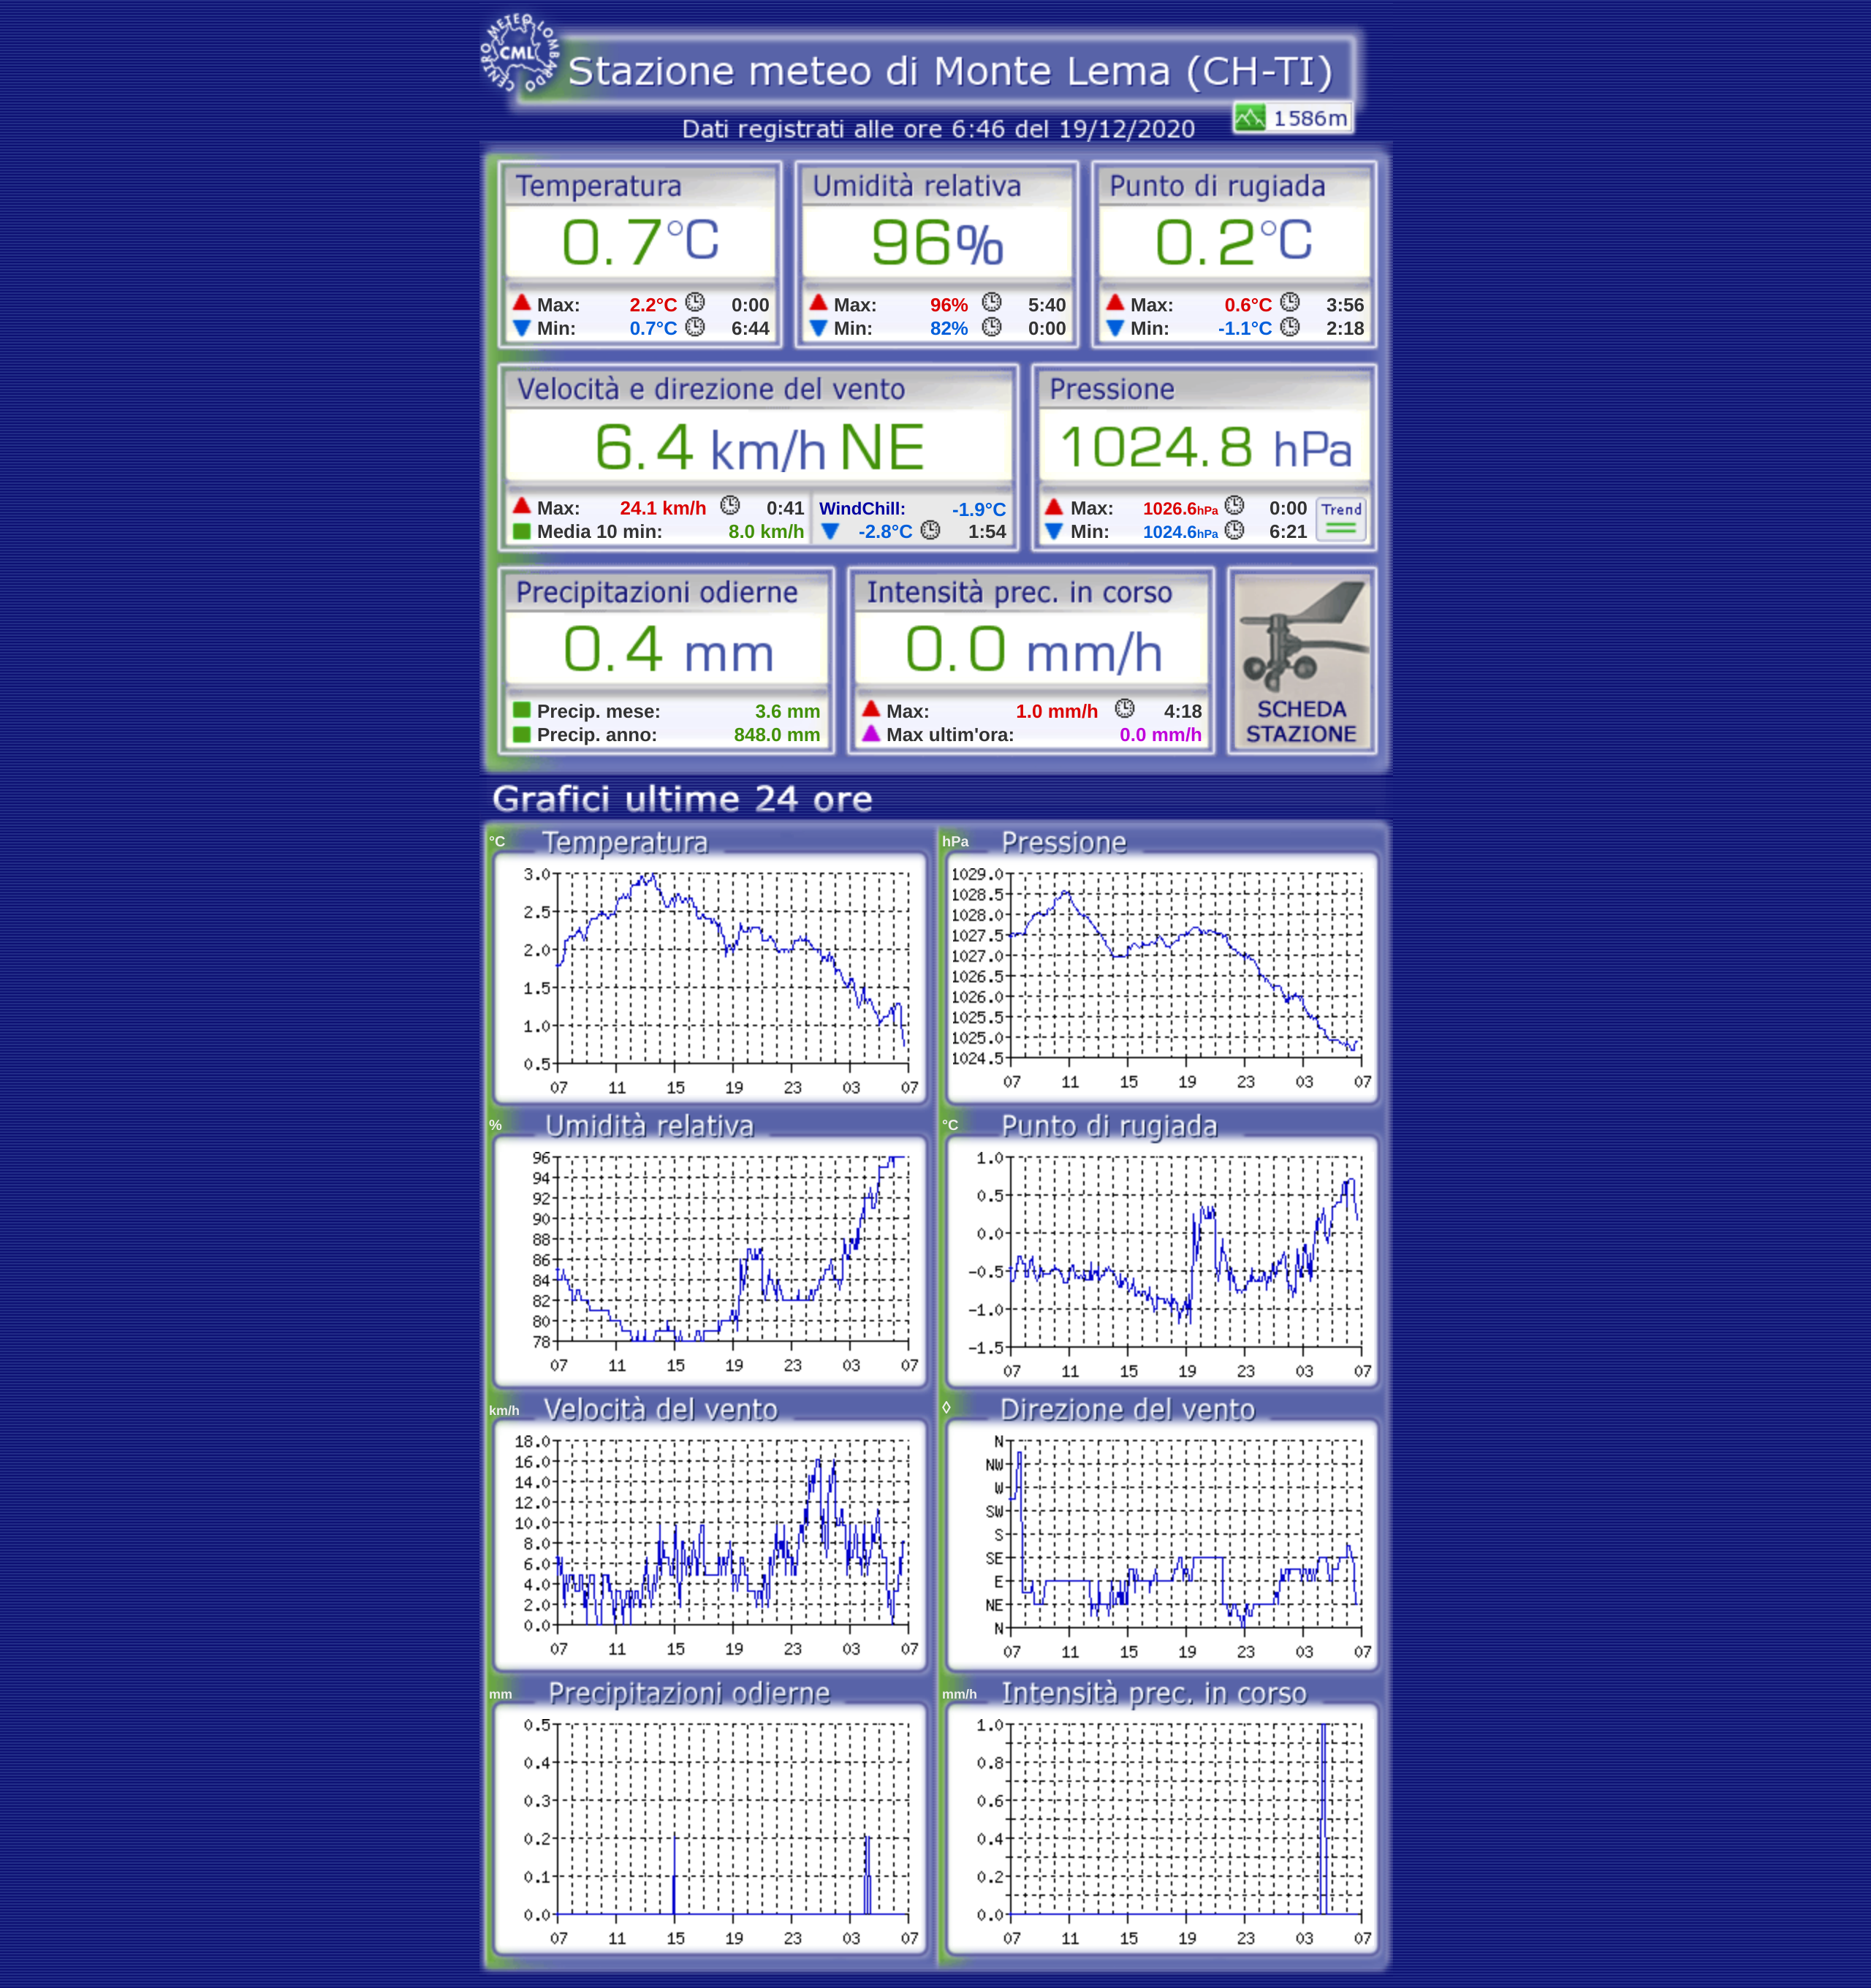 CENTRO METEO LOMBARDO
CML
Stazione meteo di Monte Lema (CH-TI)
1586m
Dati registrati alle ore 6:46 del 19/12/2020
Temperatura Umidità relativa Punto di rugiada
0.7°C 96% 0.2°C
Max: 2.2°C 0:00 Max: 96% 5:40 Max: 0.6°C 3:56
Min: 0.7°C 6:44 Min: 82% 0:00 Min: -1.1°C 2:18
Velocità e direzione del vento Pressione
6.4 km/h NE 1024.8 hPa
Max: 24.1 km/h 0:41 WindChill: -1.9°C Max: 1026.6hPa 0:00 Trend
Media 10 min: 8.0 km/h -2.8°C 1:54 Min: 1024.6hPa 6:21
Precipitazioni odierne Intensità prec. in corso
0.4 mm 0.0 mm/h
Precip. mese: 3.6 mm Max: 1.0 mm/h 4:18 SCHEDA
Precip. anno: 848.0 mm Max ultim'ora: 0.0 mm/h STAZIONE
Grafici ultime 24 ore
°C Temperatura
3.0
2.5
2.0
1.5
1.0
0.5
07 11 15 19 23 03 07
hPa Pressione
1029.0
1028.5
1028.0
1027.5
1027.0
1026.5
1026.0
1025.5
1025.0
1024.5
07 11 15 19 23 03 07
% Umidità relativa
96
94
92
90
88
86
84
82
80
78
07 11 15 19 23 03 07
°C Punto di rugiada
1.0
0.5
0.0
-0.5
-1.0
-1.5
07 11 15 19 23 03 07
km/h Velocità del vento
18.0
16.0
14.0
12.0
10.0
8.0
6.0
4.0
2.0
0.0
07 11 15 19 23 03 07
◊ Direzione del vento
N
NW
W
SW
S
SE
E
NE
N
07 11 15 19 23 03 07
mm Precipitazioni odierne
0.5
0.4
0.3
0.2
0.1
0.0
07 11 15 19 23 03 07
mm/h Intensità prec. in corso
1.0
0.8
0.6
0.4
0.2
0.0
07 11 15 19 23 03 07